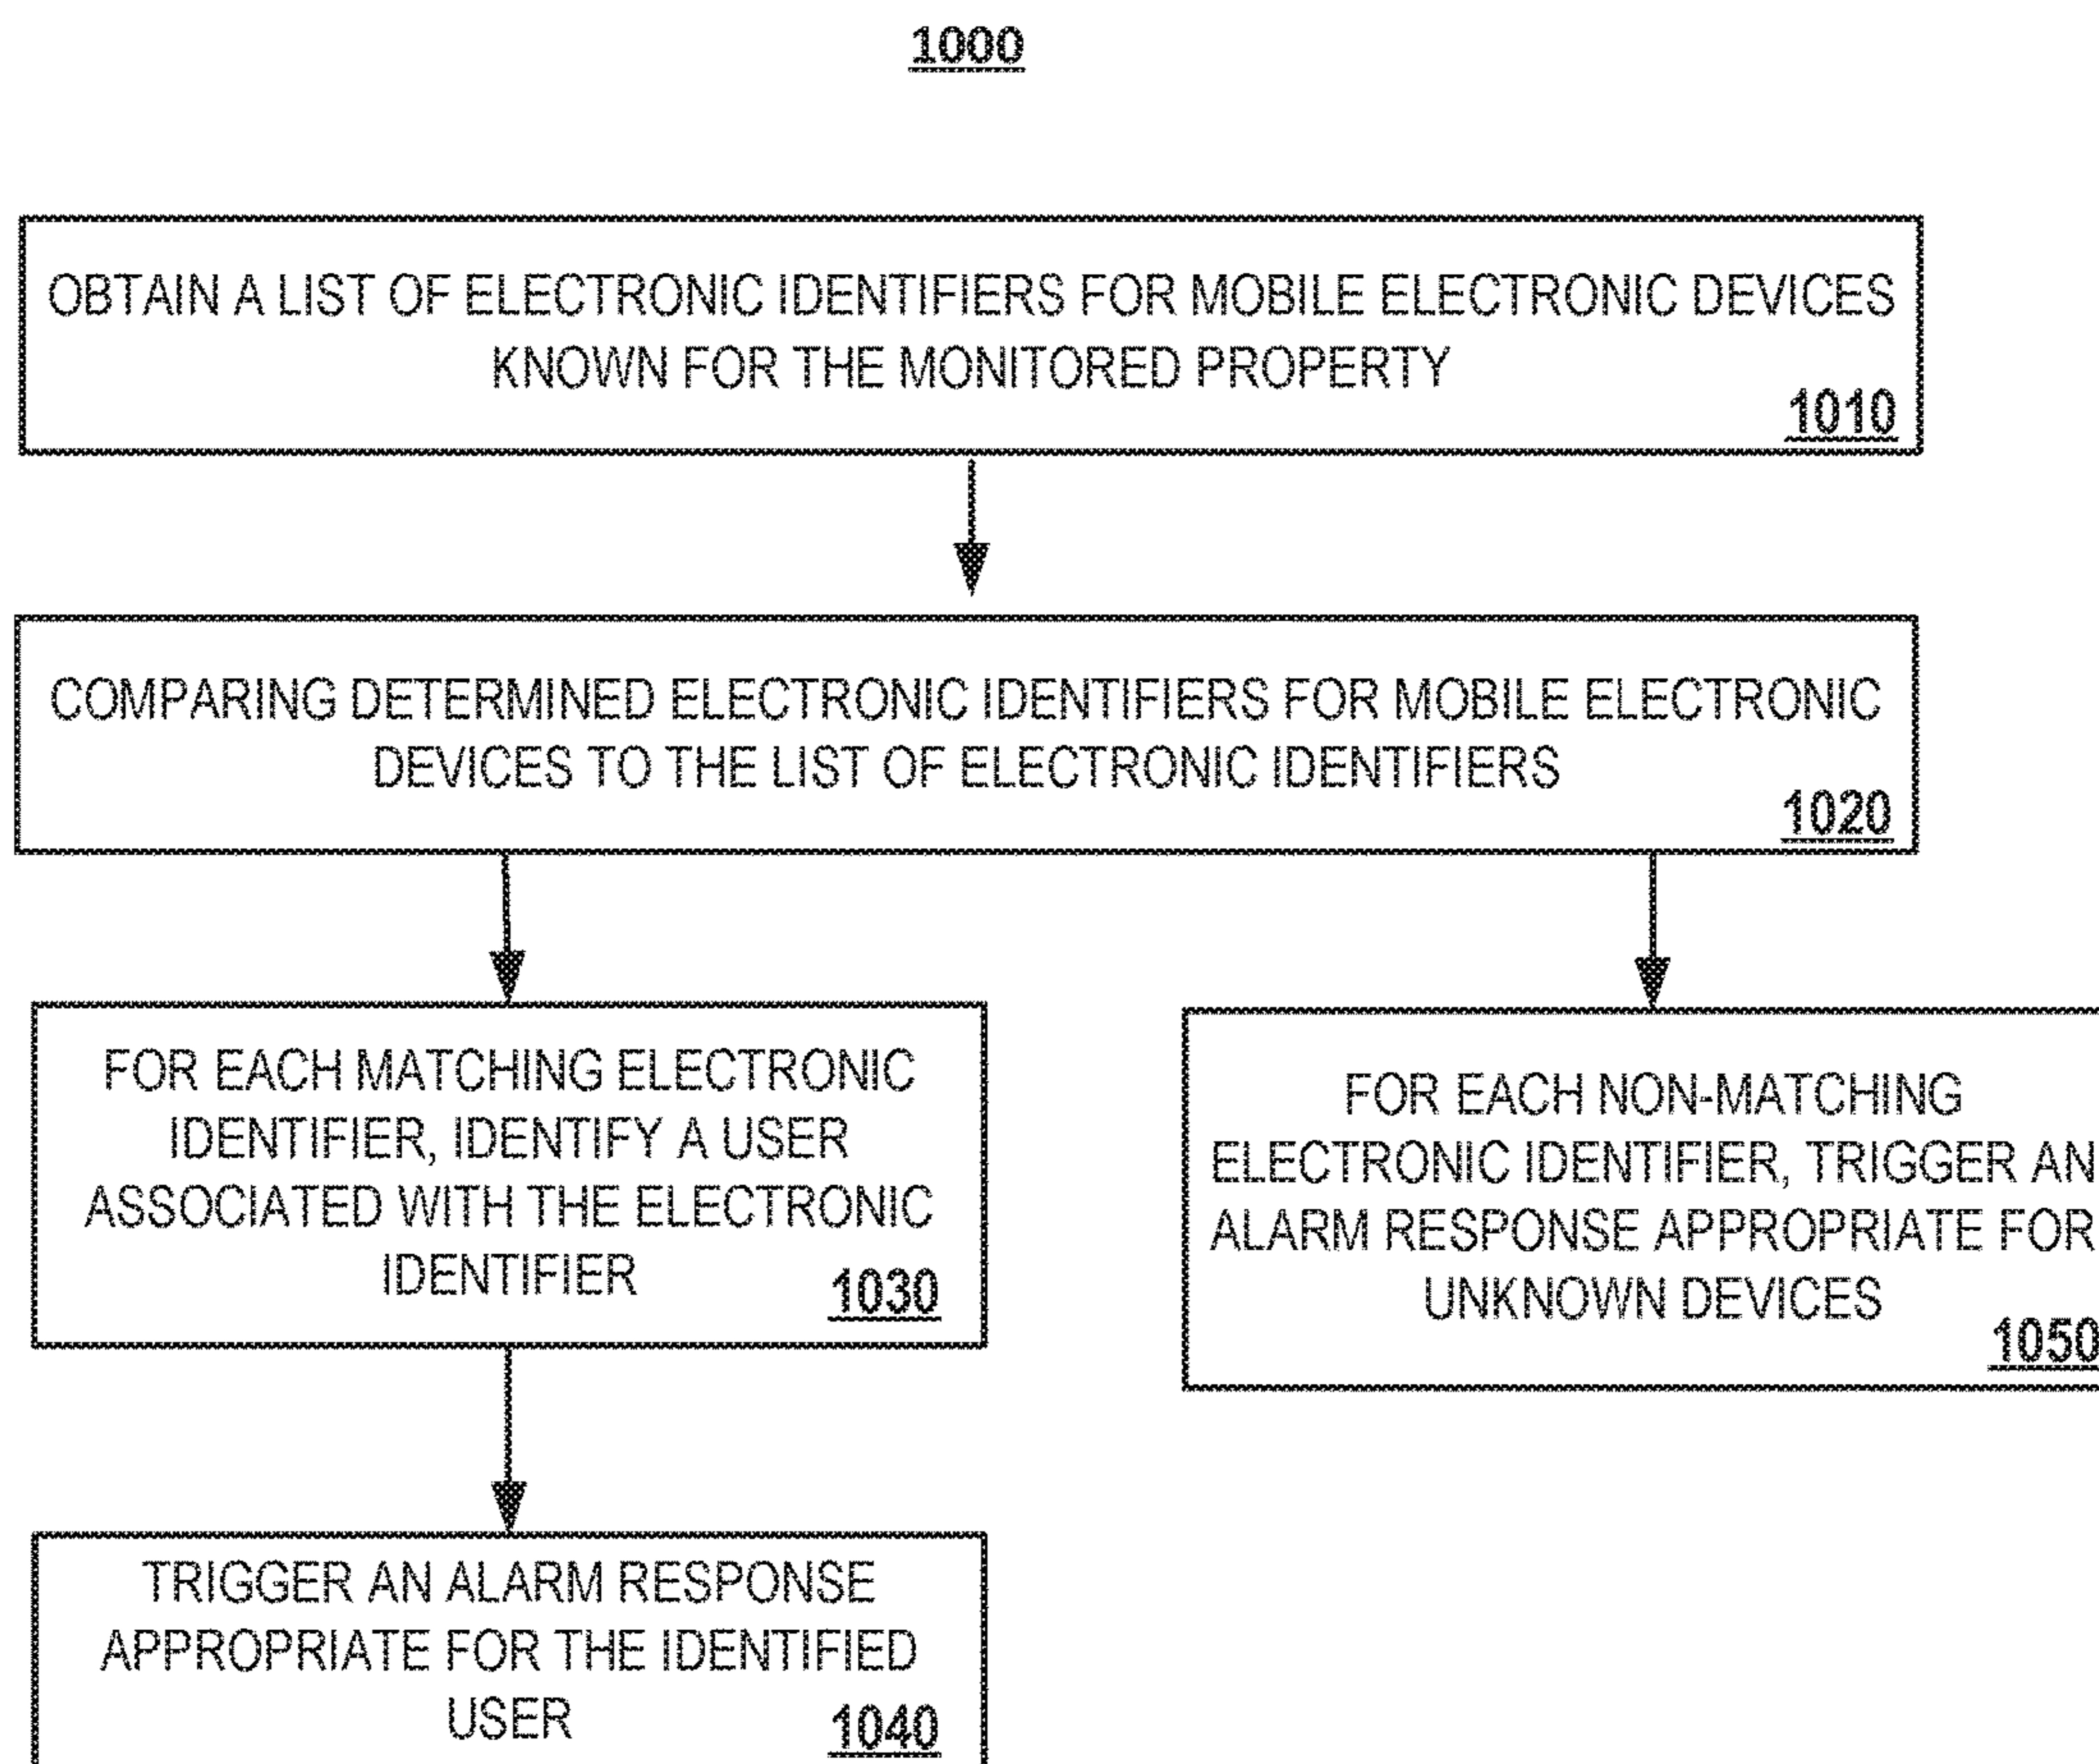 1000
OBTAIN A LIST OF ELECTRONIC IDENTIFIERS FOR MOBILE ELECTRONIC DEVICES
KNOWN FOR THE MONITORED PROPERTY
1010
COMPARING DETERMINED ELECTRONIC IDENTIFIERS FOR MOBILE ELECTRONIC
DEVICES TO THE LIST OF ELECTRONIC IDENTIFIERS
1020
FOR EACH MATCHING ELECTRONIC
IDENTIFIER, IDENTIFY A USER
ASSOCIATED WITH THE ELECTRONIC
IDENTIFIER
1030
FOR EACH NON-MATCHING
ELECTRONIC IDENTIFIER, TRIGGER AN
ALARM RESPONSE APPROPRIATE FOR
UNKNOWN DEVICES
1050
TRIGGER AN ALARM RESPONSE
APPROPRIATE FOR THE IDENTIFIED
USER
1040